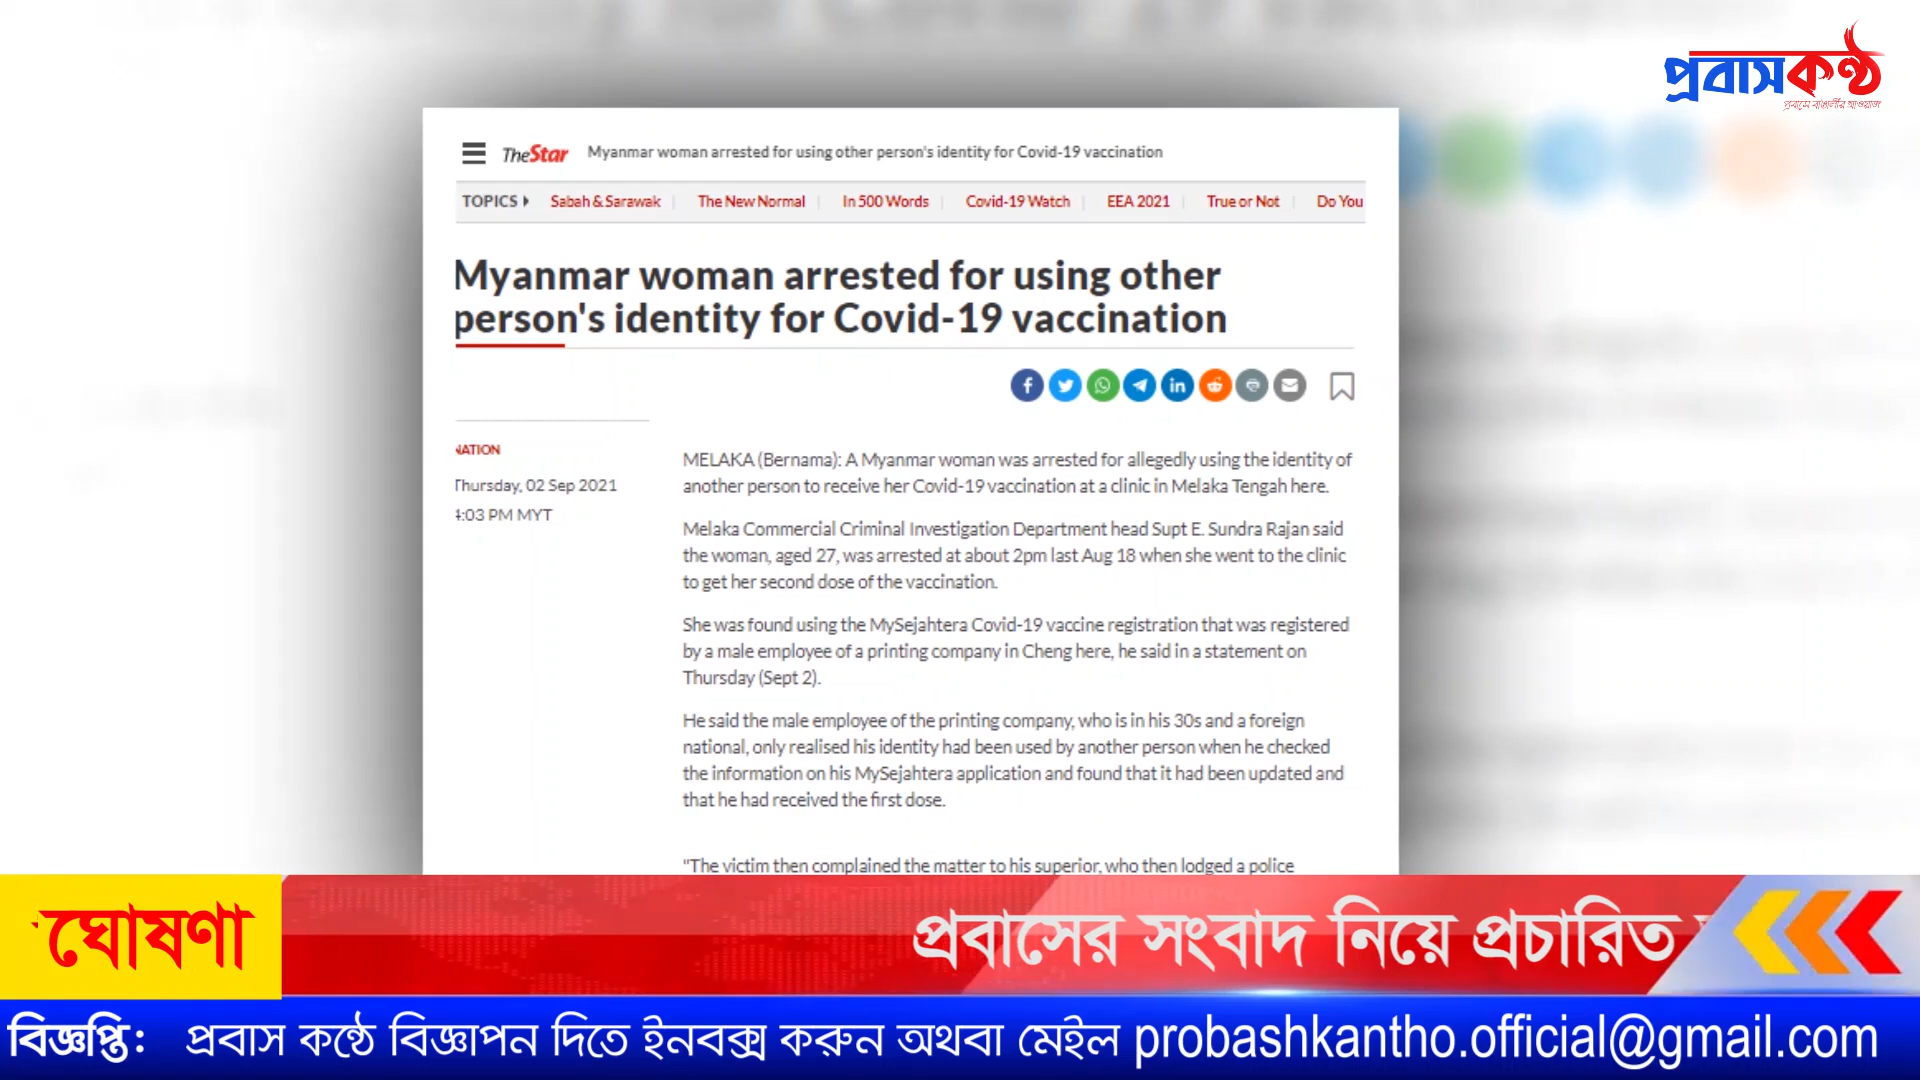 প্রবাসকণ্ঠ
প্রবাসে বাঙালীর আওয়াজ
TheStar Myanmar woman arrested for using other person's identity for Covid-19 vaccination
TOPICS Sabah & Sarawak | The New Normal | In 500 Words | Covid-19 Watch | EEA 2021 | True or Not | Do You
Myanmar woman arrested for using other
person's identity for Covid-19 vaccination
NATION
Thursday, 02 Sep 2021
4:03 PM MYT
MELAKA (Bernama): A Myanmar woman was arrested for allegedly using the identity of
another person to receive her Covid-19 vaccination at a clinic in Melaka Tengah here.
Melaka Commercial Criminal Investigation Department head Supt E. Sundra Rajan said
the woman, aged 27, was arrested at about 2pm last Aug 18 when she went to the clinic
to get her second dose of the vaccination.
She was found using the MySejahtera Covid-19 vaccine registration that was registered
by a male employee of a printing company in Cheng here, he said in a statement on
Thursday (Sept 2).
He said the male employee of the printing company, who is in his 30s and a foreign
national, only realised his identity had been used by another person when he checked
the information on his MySejahtera application and found that it had been updated and
that he had received the first dose.
"The victim then complained the matter to his superior, who then lodged a police
ঘোষণা
প্রবাসের সংবাদ নিয়ে প্রচারিত
বিজ্ঞপ্তি: প্রবাস কণ্ঠে বিজ্ঞাপন দিতে ইনবক্স করুন অথবা মেইল probashkantho.official@gmail.com